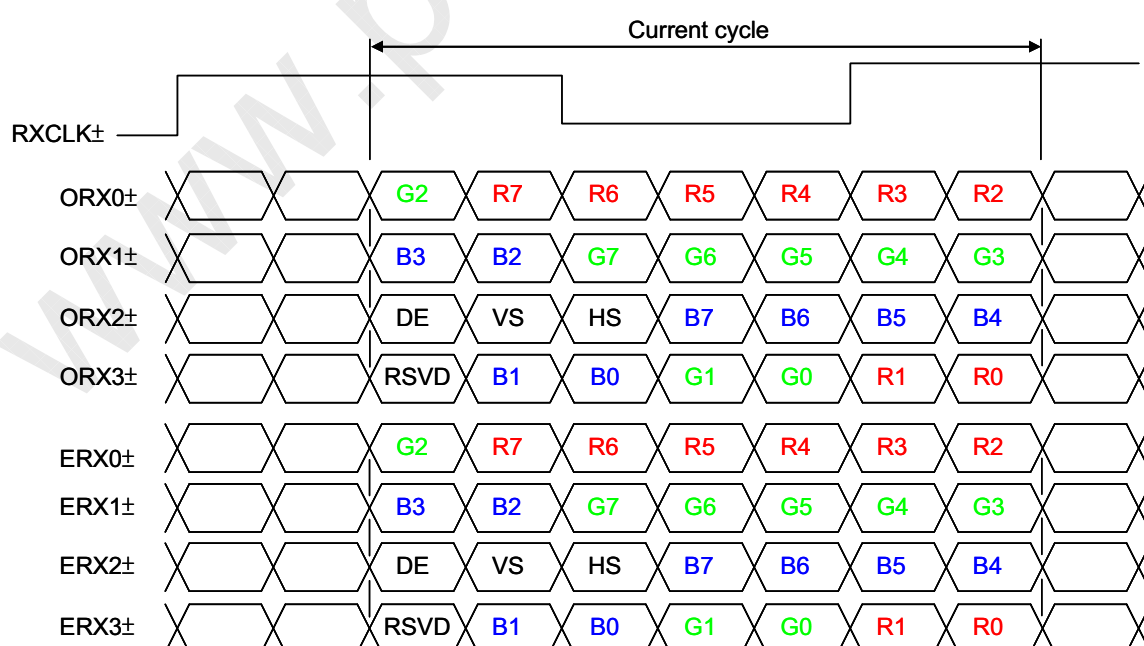 www.p
Current cycle
RXCLK±
ORX0± G2 R7 R6 R5 R4 R3 R2
ORX1± B3 B2 G7 G6 G5 G4 G3
ORX2± DE VS HS B7 B6 B5 B4
ORX3± RSVD B1 B0 G1 G0 R1 R0
ERX0± G2 R7 R6 R5 R4 R3 R2
ERX1± B3 B2 G7 G6 G5 G4 G3
ERX2± DE VS HS B7 B6 B5 B4
ERX3± RSVD B1 B0 G1 G0 R1 R0